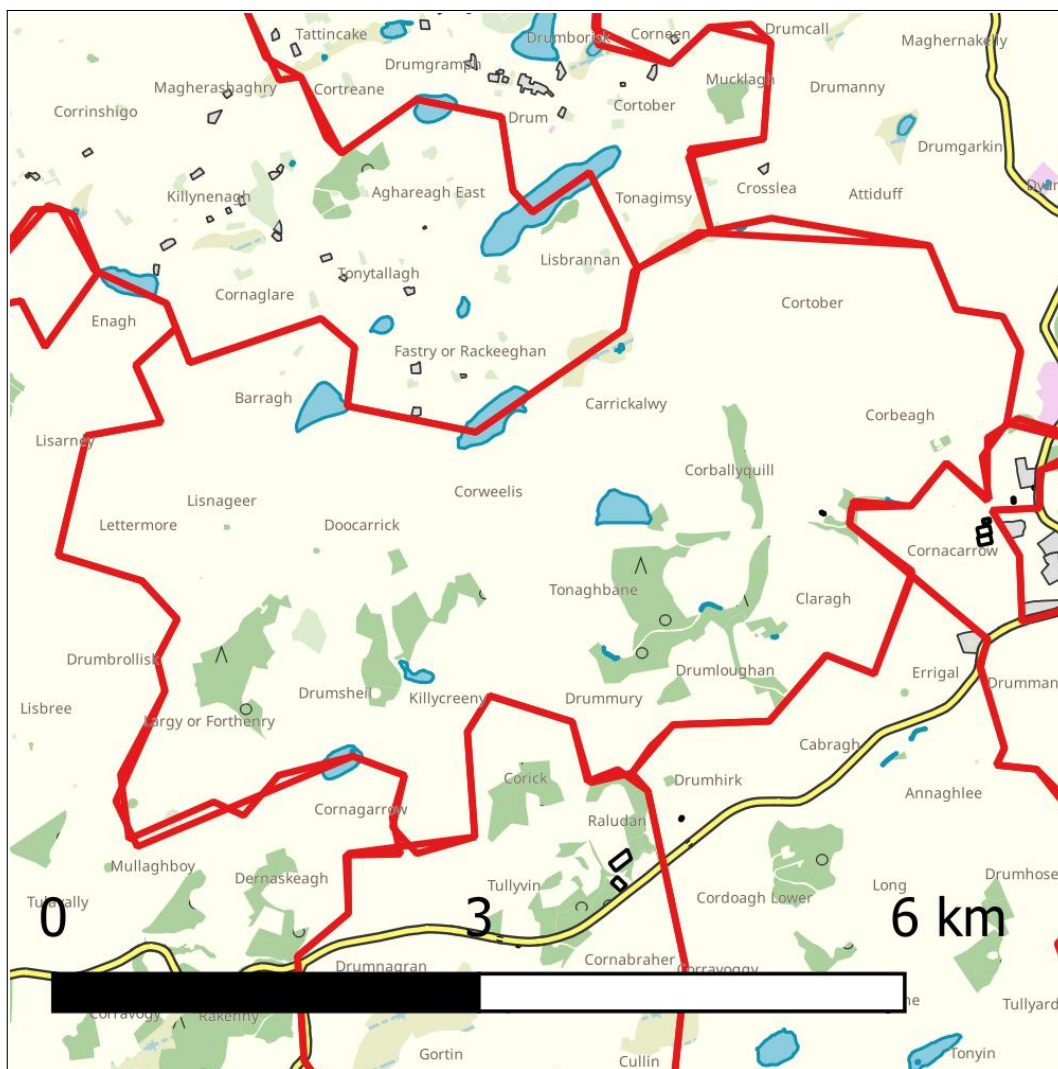 Tattincake
Drumborisk
Corneen
Drumcall
Maghernakelly
Drumgramph
Magherashaghry
Cortreane
Mucklagh
Drumanny
Corrinshigo
Drum
Cortober
Drumgarkin
Killynenagh
Aghareagh East
Tonagimsy
Crosslea
Attiduff
Lisbrannan
Tonytallagh
Cornaglare
Cortober
Enagh
Fastry or Rackeeghan
Barragh
Carrickalwy
Corbeagh
Lisarney
Corballyquill
Lisnageer
Corweelis
Lettermore
Doocarrick
Cornacarrow
Tonaghbane
Claragh
Drumbrollisk
Drumsheil
Killycreeny
Drummury
Drumloughan
Errigal
Lisbree
Largy or Forthenry
Cabragh
Corick
Drumhirk
Annaghlee
Cornagarrow
Raludan
Mullaghboy
Dernaskeagh
Tullyvin
Long
Cordoagh Lower
0
3
6 km
Drumnagran
Cornabraher
Corravoggy
Corravogy
Rakenny
Gortin
Cullin
Tonyin